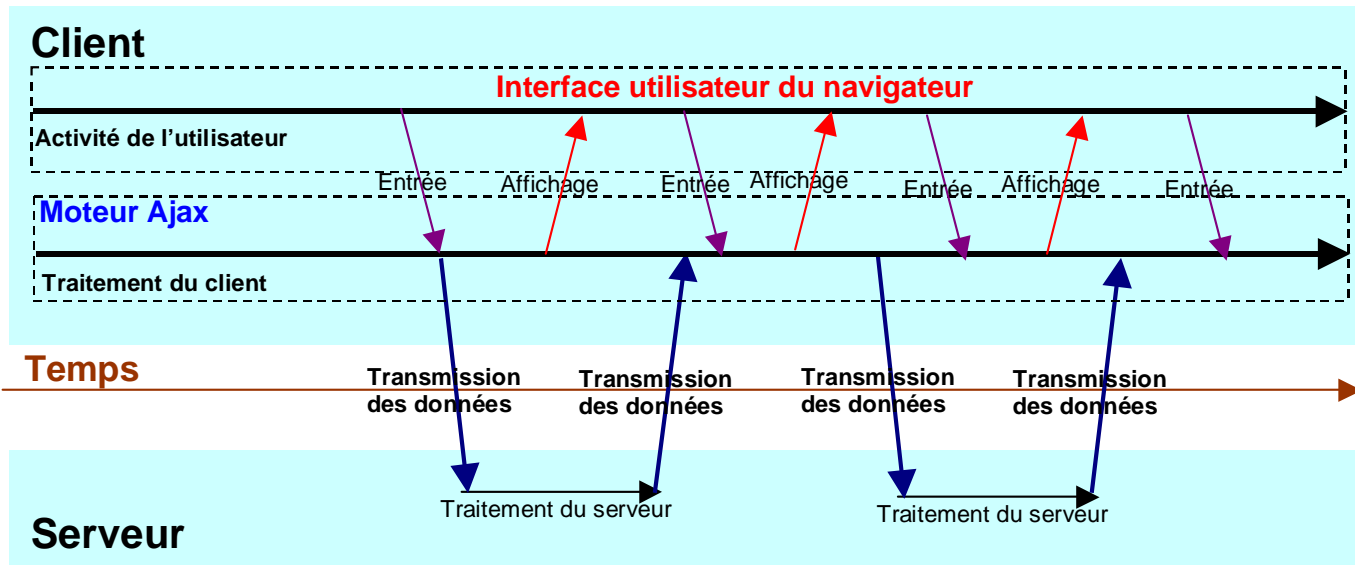 Client
Interface utilisateur du navigateur
Activité de l’utilisateur
Entrée
Affichage
Entrée
Affichage
Entrée
Affichage
Entrée
Moteur Ajax
Traitement du client
Temps
Transmission
des données
Transmission
des données
Transmission
des données
Transmission
des données
Traitement du serveur
Traitement du serveur
Serveur